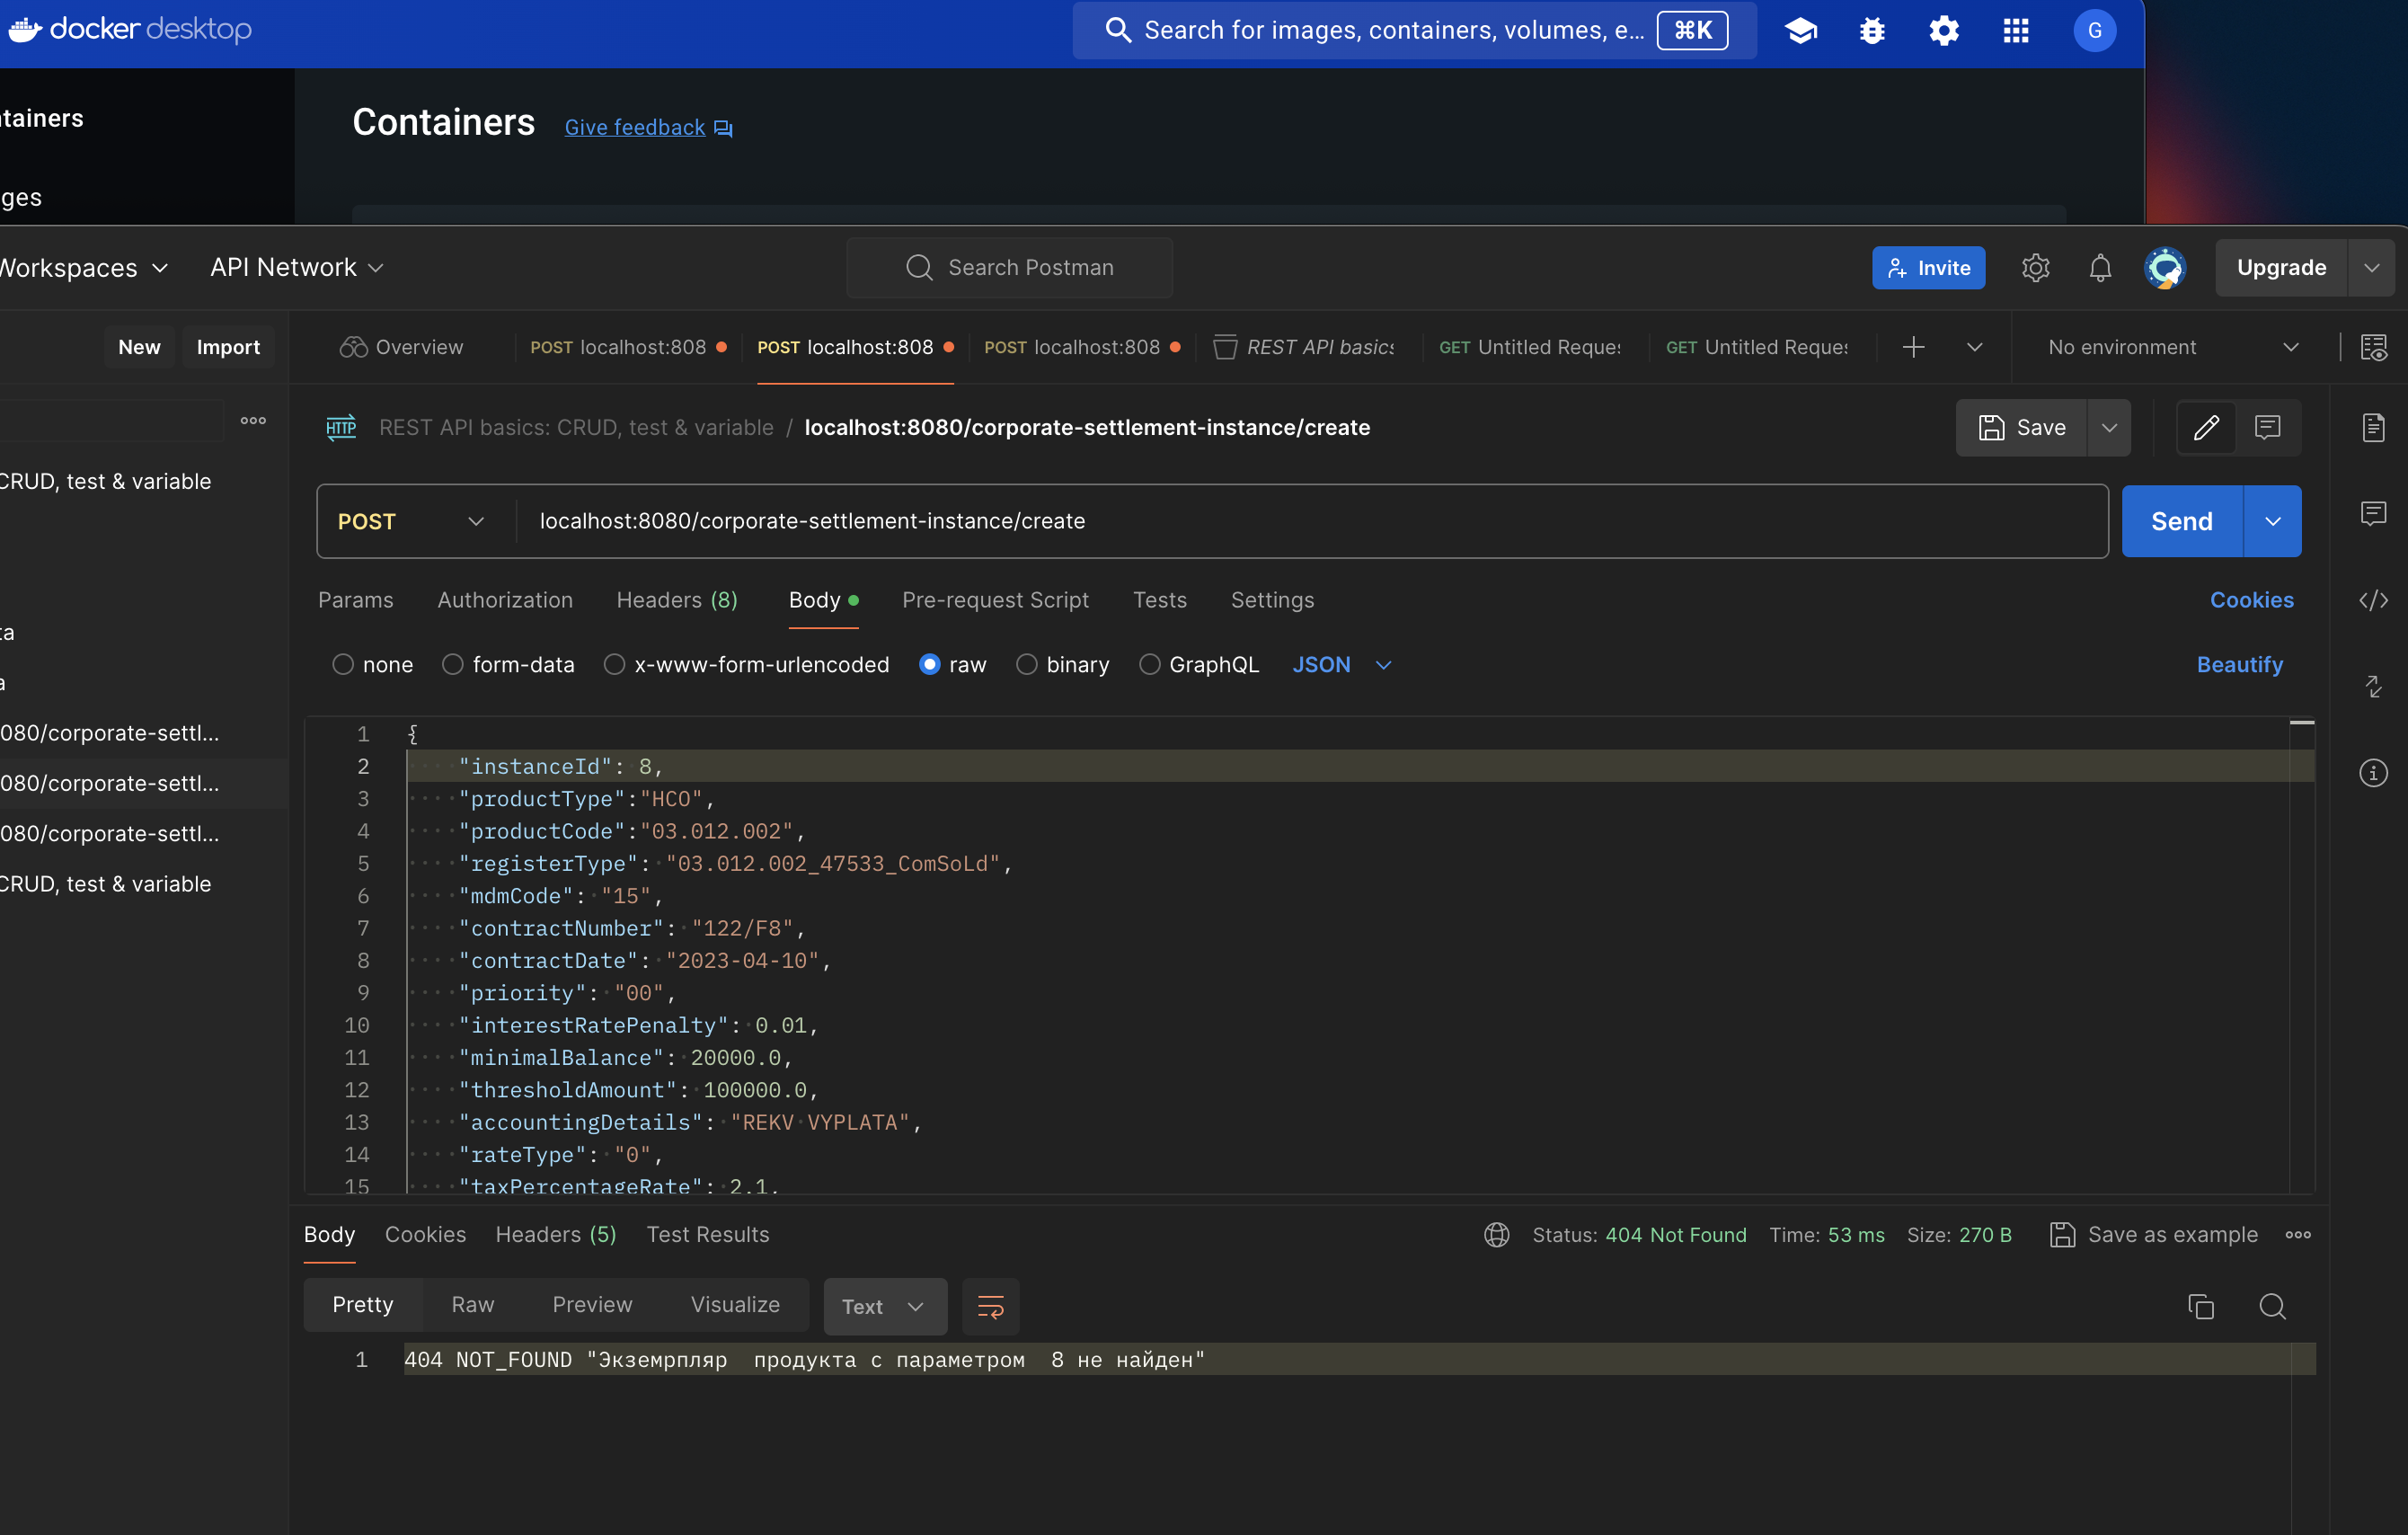 docker desktop
Search for images, containers, volumes, e...
⌘K
G
tainers
Containers
Give feedback
ges
Workspaces
API Network
Search Postman
Invite
Upgrade
New
Import
Overview
POST localhost:808
POST localhost:808
POST localhost:808
REST API basics
GET Untitled Reques
GET Untitled Reques
No environment
HTTP
REST API basics: CRUD, test & variable / localhost:8080/corporate-settlement-instance/create
Save
CRUD, test & variable
ta
a
080/corporate-settl...
080/corporate-settl...
080/corporate-settl...
CRUD, test & variable
POST
localhost:8080/corporate-settlement-instance/create
Send
Params
Authorization
Headers (8)
Body
Pre-request Script
Tests
Settings
Cookies
none
form-data
x-www-form-urlencoded
raw
binary
GraphQL
JSON
Beautify
1 {
2 "instanceId": 8,
3 "productType":"HCO",
4 "productCode":"03.012.002",
5 "registerType": "03.012.002_47533_ComSoLd",
6 "mdmCode": "15",
7 "contractNumber": "122/F8",
8 "contractDate": "2023-04-10",
9 "priority": "00",
10 "interestRatePenalty": 0.01,
11 "minimalBalance": 20000.0,
12 "thresholdAmount": 100000.0,
13 "accountingDetails": "REKV VYPLATA",
14 "rateType": "0",
15 "taxPercentageRate": 2.1,
Body
Cookies
Headers (5)
Test Results
Status: 404 Not Found
Time: 53 ms
Size: 270 B
Save as example
Pretty
Raw
Preview
Visualize
Text
1 404 NOT_FOUND "Экземрпляр  продукта с параметром  8 не найден"